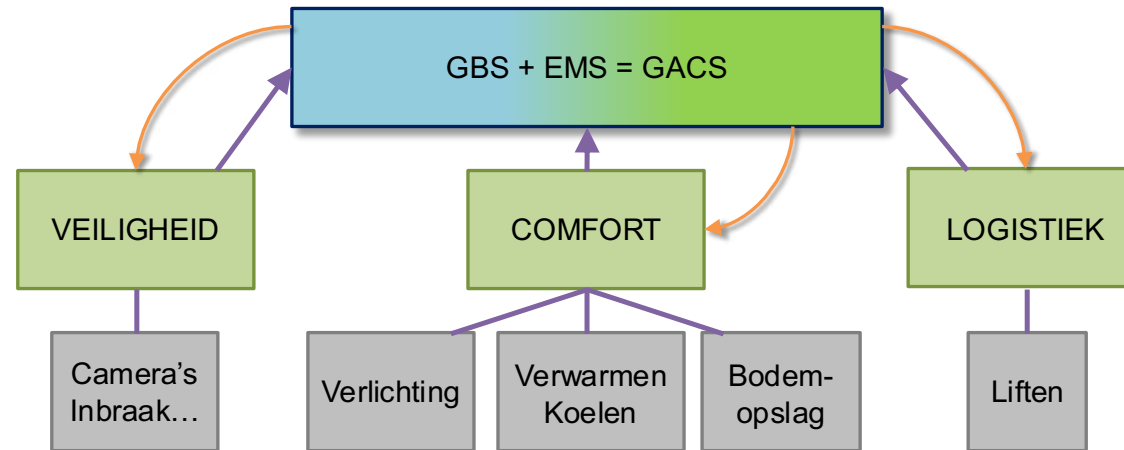 GBS + EMS = GACS
VEILIGHEID
COMFORT
LOGISTIEK
Camera’s
Inbraak…
Verlichting
Verwarmen
Koelen
Bodem-
opslag
Liften